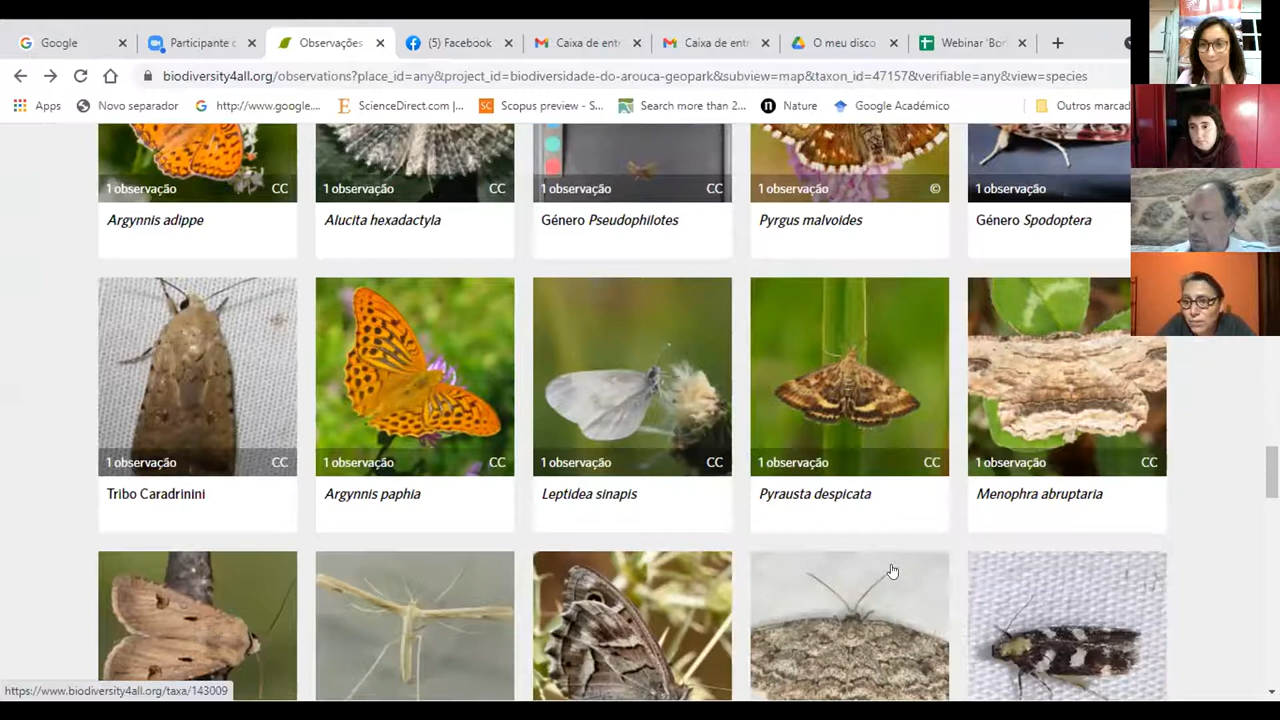 Google
Participante d
Observações
(5) Facebook
Caixa de entr
Caixa de entr
O meu disco
Webinar 'Bor
biodiversity4all.org/observations?place_id=any&project_id=biodiversidade-do-arouca-geopark&subview=map&taxon_id=47157&verifiable=any&view=species
Apps
Novo separador
http://www.google....
ScienceDirect.com |...
Scopus preview - S...
Search more than 2...
Nature
Google Académico
Outros marcad
1 observação CC
1 observação CC
1 observação CC
1 observação ©
1 observação
Argynnis adippe
Alucita hexadactyla
Género Pseudophilotes
Pyrgus malvoides
Género Spodoptera
1 observação CC
1 observação CC
1 observação CC
1 observação CC
1 observação CC
Tribo Caradrinini
Argynnis paphia
Leptidea sinapis
Pyrausta despicata
Menophra abruptaria
https://www.biodiversity4all.org/taxa/143009